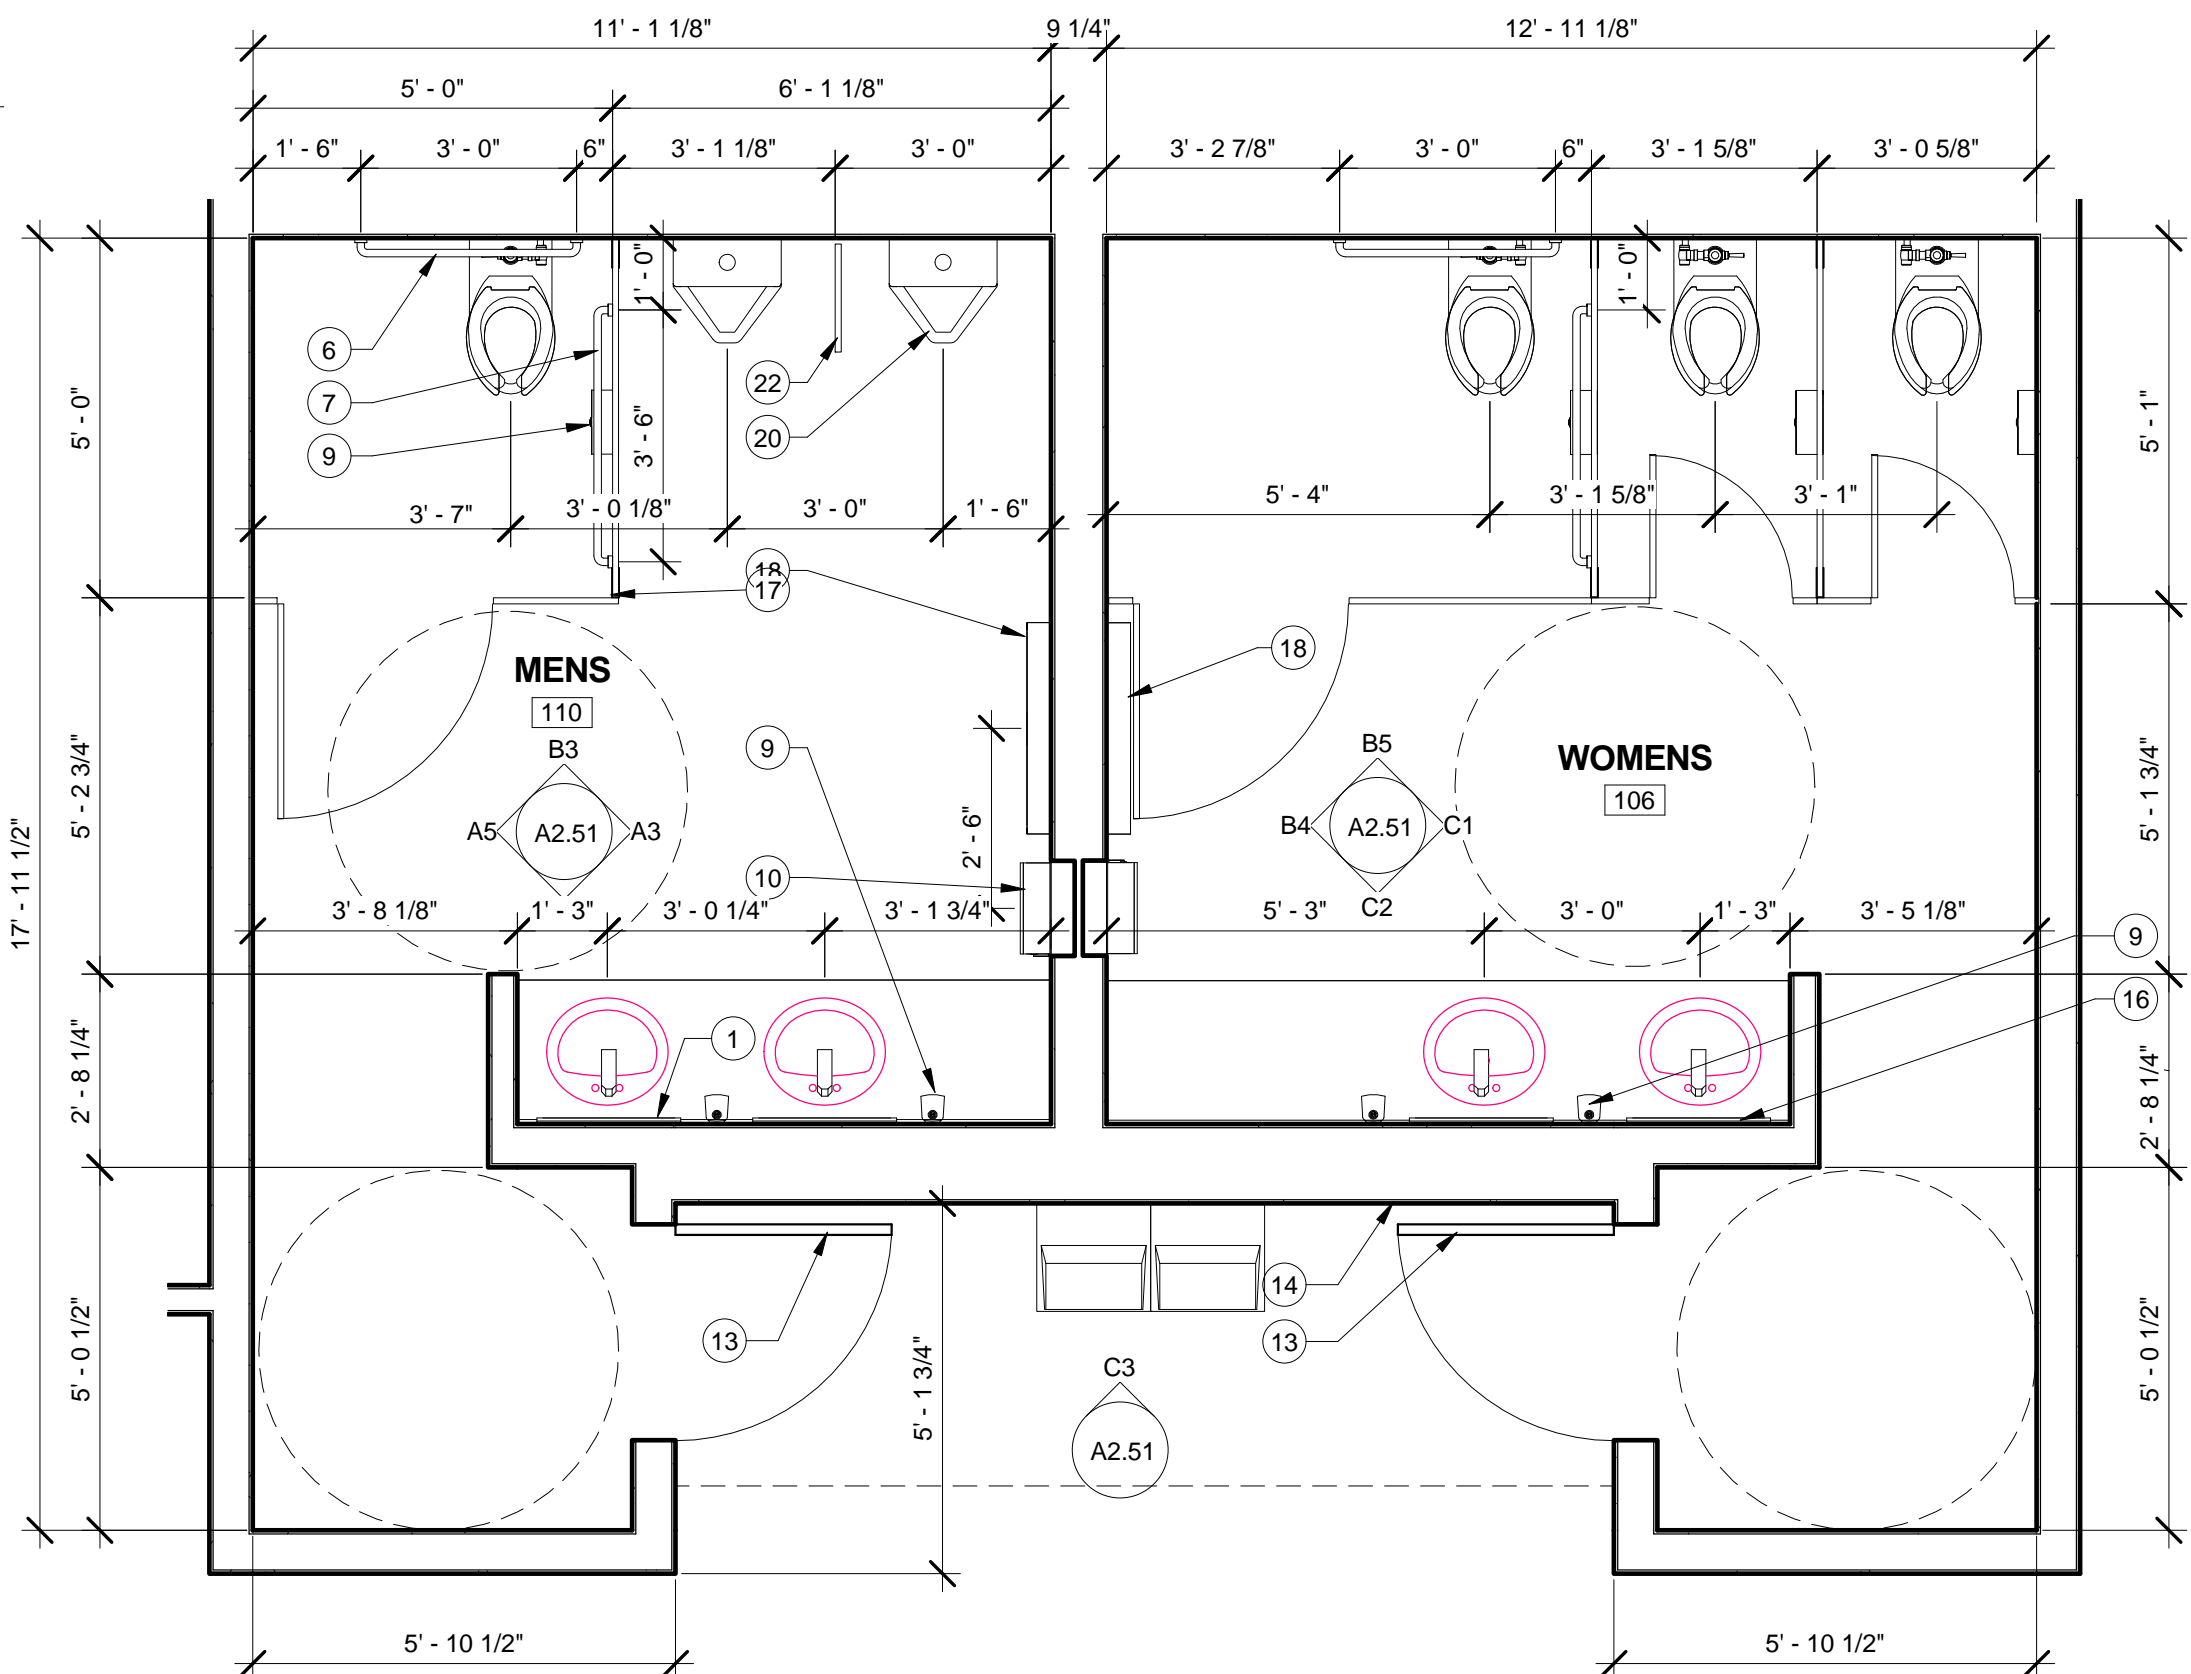 11' - 1 1/8"
9 1/4"
12' - 11 1/8"
5' - 0"
6' - 1 1/8"
1' - 6"
3' - 0"
6"
3' - 1 1/8"
3' - 0"
3' - 2 7/8"
3' - 0"
6"
3' - 1 5/8"
3' - 0 5/8"
1' - 0"
1' - 0"
6
7
9
22
20
5' - 0"
3' - 6"
5' - 1"
3' - 7"
3' - 0 1/8"
3' - 0"
1' - 6"
5' - 4"
3' - 1 5/8"
3' - 1"
18
17
18
MENS
110
WOMENS
106
B3
A5
A2.51
A3
9
B5
B4
A2.51
C1
C2
5' - 2 3/4"
17' - 11 1/2"
2' - 6"
5' - 1 3/4"
10
3' - 8 1/8"
1' - 3"
3' - 0 1/4"
3' - 1 3/4"
5' - 3"
3' - 0"
1' - 3"
3' - 5 1/8"
9
16
1
2' - 8 1/4"
2' - 8 1/4"
14
13
13
5' - 0 1/2"
5' - 1 3/4"
5' - 0 1/2"
C3
A2.51
5' - 10 1/2"
5' - 10 1/2"